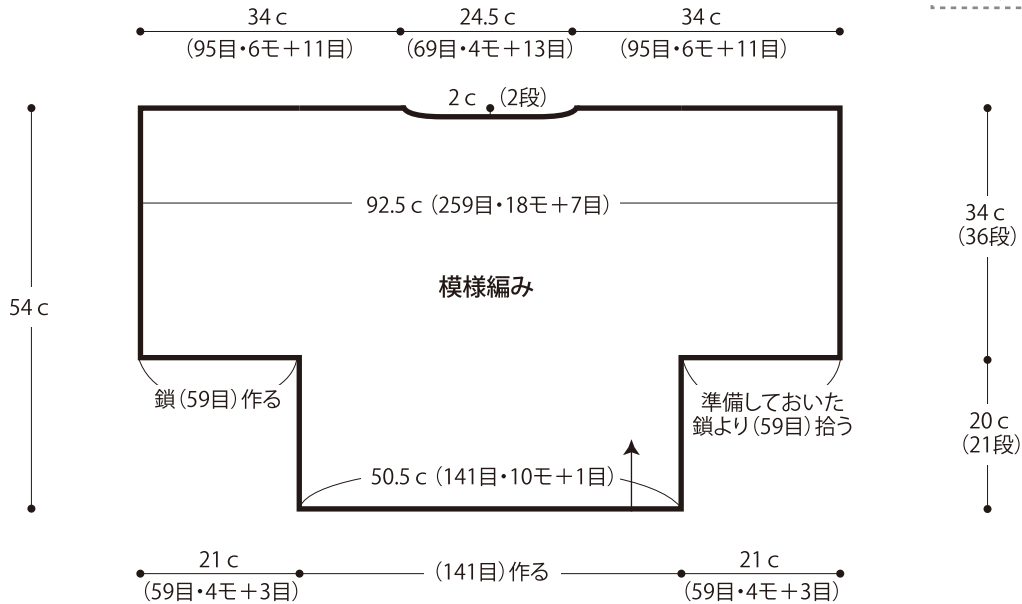 34 c
24.5 c
34 c
(95目・6モ＋11目)
(69目・4モ＋13目)
(95目・6モ＋11目)
2 c (2段)
92.5 c (259目・18モ＋7目)
34 c
(36段)
模様編み
54 c
鎖(59目)作る
準備しておいた
鎖より(59目)拾う
20 c
(21段)
50.5 c (141目・10モ＋1目)
21 c
(141目)作る
21 c
(59目・4モ＋3目)
(59目・4モ＋3目)